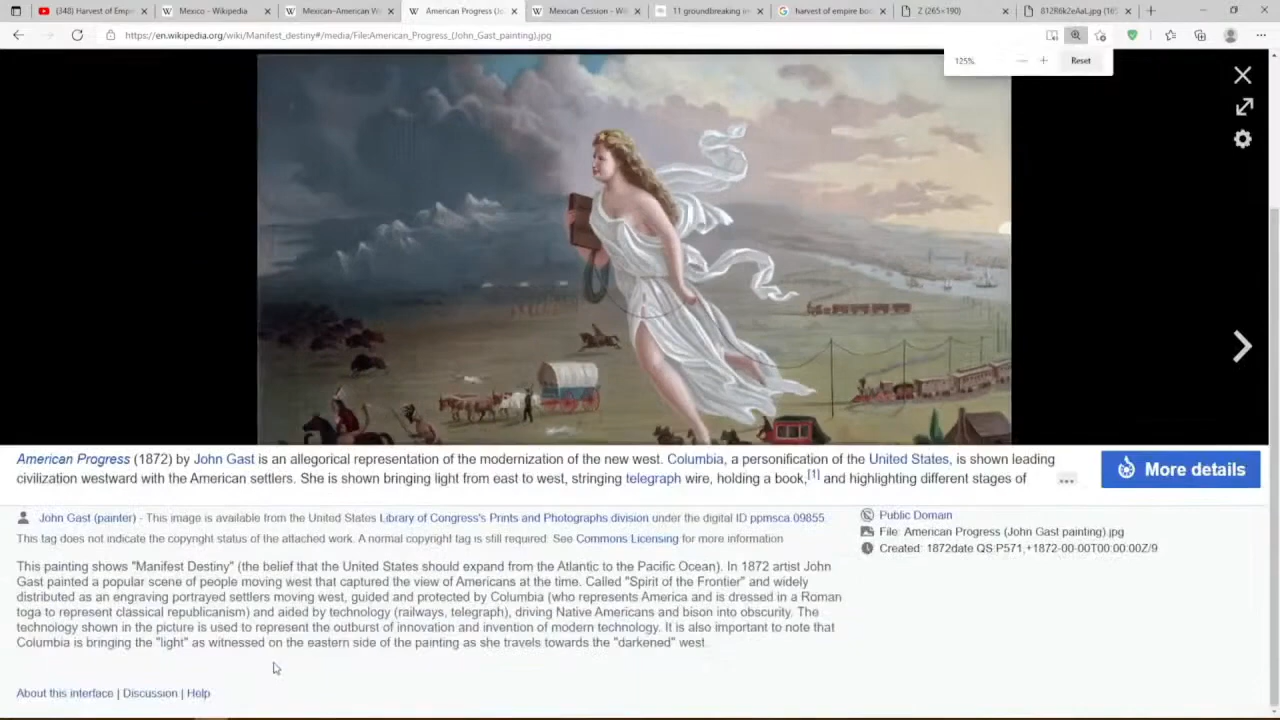 (348) Harvest of Empi
Mexico - Wikipedia
Mexican-American W
American Progress (Jo
Mexican Cession - Wi
11 groundbreaking in
harvest of empire boo
Z (265×190)
812R6k2eAaL.jpg (16
https://en.wikipedia.org/wiki/Manifest_destiny#/media/File:American_Progress_(John_Gast_painting).jpg
125%
Reset
American Progress (1872) by John Gast is an allegorical representation of the modernization of the new west. Columbia, a personification of the United States, is shown leading
civilization westward with the American settlers. She is shown bringing light from east to west, stringing telegraph wire, holding a book,[1] and highlighting different stages of
...
More details
John Gast (painter) - This image is available from the United States Library of Congress's Prints and Photographs division under the digital ID ppmsca.09855.
This tag does not indicate the copyright status of the attached work. A normal copyright tag is still required. See Commons Licensing for more information
Public Domain
File: American Progress (John Gast painting).jpg
Created: 1872date QS:P571,+1872-00-00T00:00:00Z/9
This painting shows "Manifest Destiny" (the belief that the United States should expand from the Atlantic to the Pacific Ocean). In 1872 artist John
Gast painted a popular scene of people moving west that captured the view of Americans at the time. Called "Spirit of the Frontier" and widely
distributed as an engraving portrayed settlers moving west, guided and protected by Columbia (who represents America and is dressed in a Roman
toga to represent classical republicanism) and aided by technology (railways, telegraph), driving Native Americans and bison into obscurity. The
technology shown in the picture is used to represent the outburst of innovation and invention of modern technology. It is also important to note that
Columbia is bringing the "light" as witnessed on the eastern side of the painting as she travels towards the "darkened" west.
About this interface | Discussion | Help